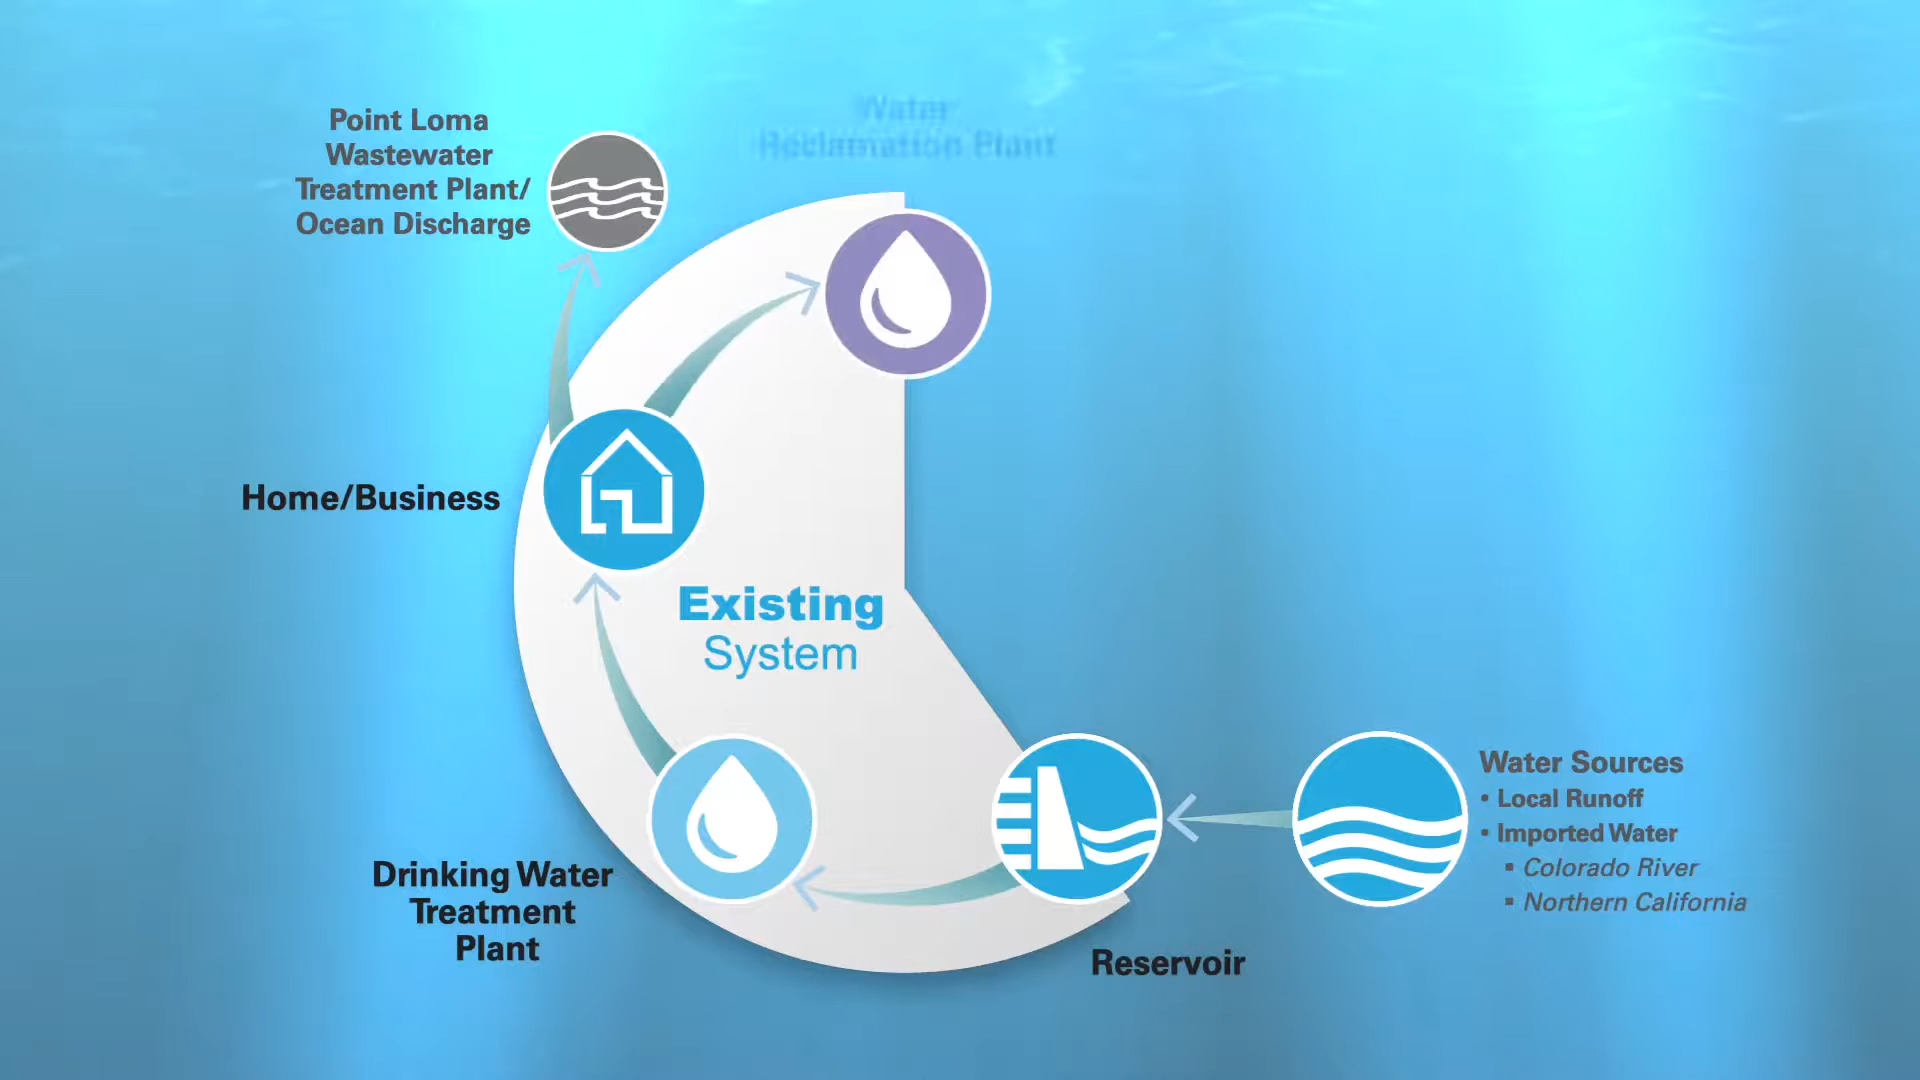 Water
Reclamation Plant
Point Loma
Wastewater
Treatment Plant/
Ocean Discharge
Home/Business
Existing
System
Water Sources
• Local Runoff
• Imported Water
▪ Colorado River
▪ Northern California
Drinking Water
Treatment
Plant
Reservoir